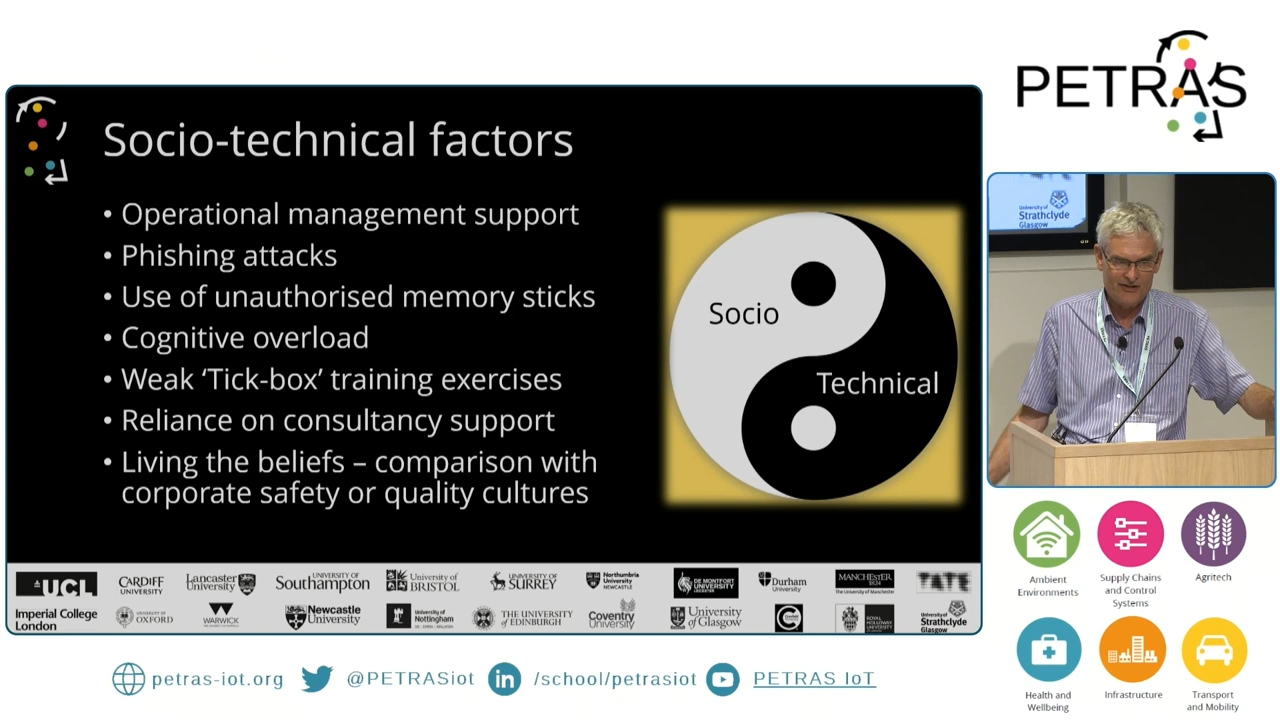 PETRAS
Socio-technical factors
• Operational management support
• Phishing attacks
• Use of unauthorised memory sticks
• Cognitive overload
• Weak ‘Tick-box’ training exercises
• Reliance on consultancy support
• Living the beliefs – comparison with
corporate safety or quality cultures
Socio
Technical
University of
Strathclyde
Glasgow
UCL
CARDIFF
UNIVERSITY
Lancaster
University
UNIVERSITY OF
Southampton
University of
BRISTOL
UNIVERSITY OF
SURREY
Northumbria
University
NEWCASTLE
DE MONTFORT
UNIVERSITY
LEICESTER
Durham
University
MANCHESTER
1824
The University of Manchester
TATE
Imperial College
London
UNIVERSITY OF
OXFORD
WARWICK
Newcastle
University
University of
Nottingham
THE UNIVERSITY
of EDINBURGH
Coventry
University
University
of Glasgow
ROYAL
HOLLOWAY
UNIVERSITY
University of
Strathclyde
Glasgow
Ambient
Environments
Supply Chains
and Control
Systems
Agritech
Health and
Wellbeing
Infrastructure
Transport
and Mobility
petras-iot.org
@PETRASiot
in
/school/petrasiot
PETRAS IoT